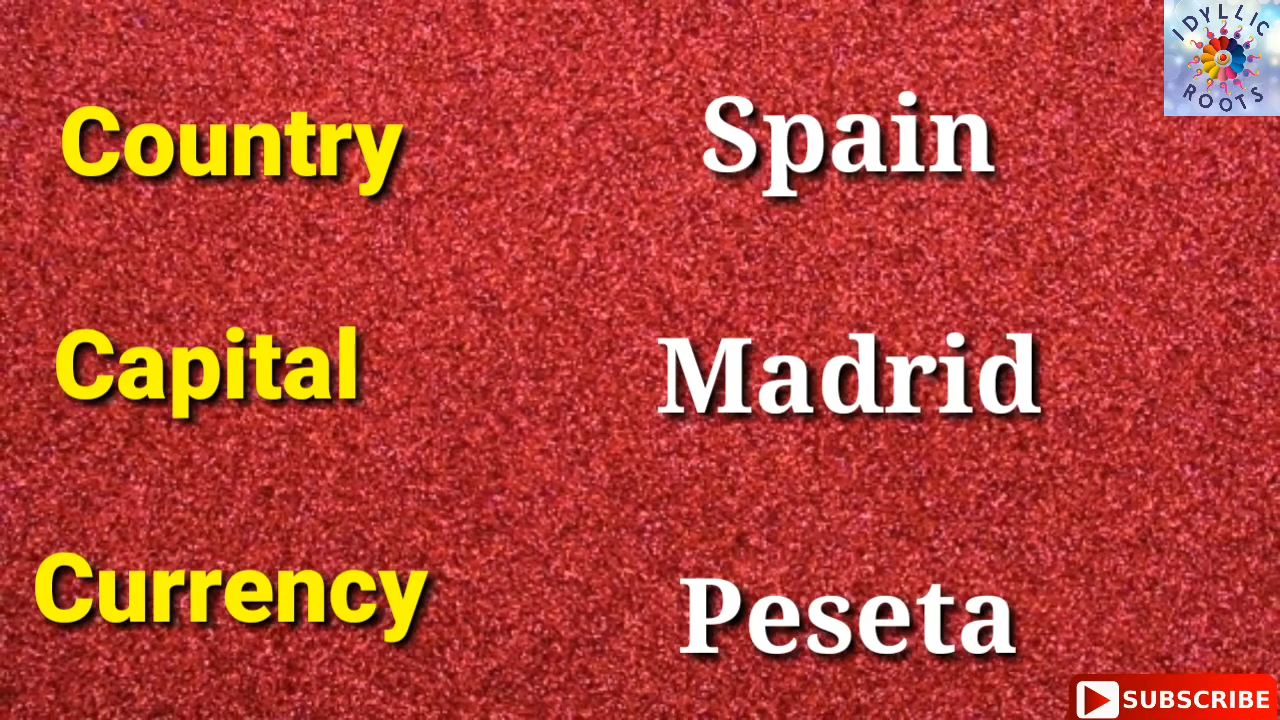 IDYLLIC
ROOTS
Country Spain
Capital Madrid
Currency Peseta
SUBSCRIBE